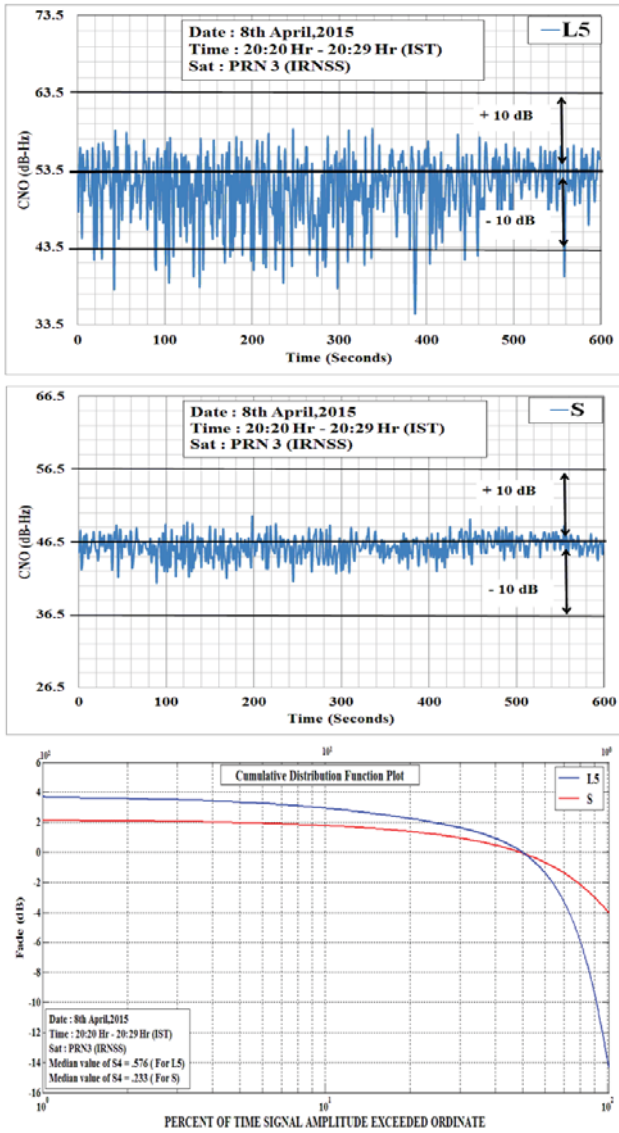 73.5
63.5
53.5
43.5
33.5
CNO (dB-Hz)
Date : 8th April,2015
Time : 20:20 Hr - 20:29 Hr (IST)
Sat : PRN 3 (IRNSS)
L5
+ 10 dB
- 10 dB
0 100 200 300 400 500 600
Time (Seconds)
66.5
56.5
46.5
36.5
26.5
CNO (dB-Hz)
Date : 8th April,2015
Time : 20:20 Hr - 20:29 Hr (IST)
Sat : PRN 3 (IRNSS)
S
+ 10 dB
- 10 dB
0 100 200 300 400 500 600
Time (Seconds)
Cumulative Distribution Function Plot
L5
S
6
4
2
0
-2
-4
-6
-8
-10
-12
-14
-16
Fade (dB)
Date : 8th April,2015
Time : 20:20 Hr - 20:29 Hr (IST)
Sat : PRN3 (IRNSS)
Median value of S4 = .576 ( For L5)
Median value of S4 = .233 ( For S)
PERCENT OF TIME SIGNAL AMPLITUDE EXCEEDED ORDINATE